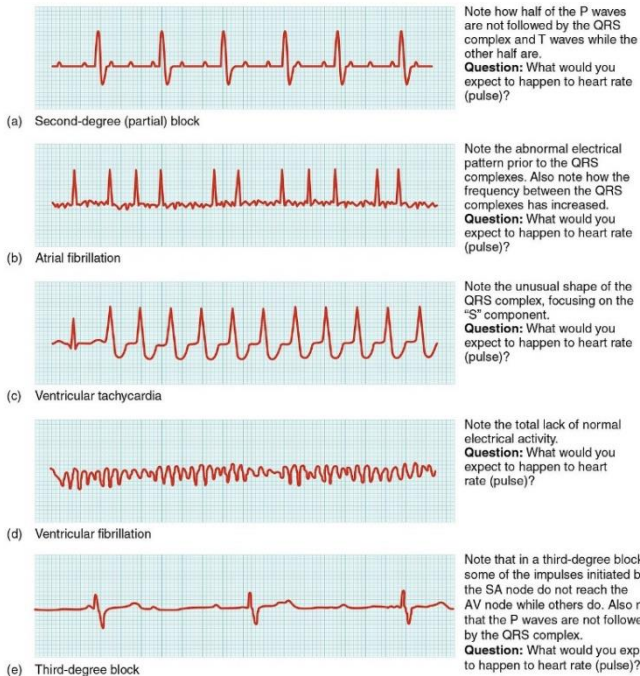 Note how half of the P waves
are not followed by the QRS
complex and T waves while the
other half are.
Question: What would you
expect to happen to heart rate
(pulse)?
(a) Second-degree (partial) block
Note the abnormal electrical
pattern prior to the QRS
complexes. Also note how the
frequency between the QRS
complexes has increased.
Question: What would you
expect to happen to heart rate
(pulse)?
(b) Atrial fibrillation
Note the unusual shape of the
QRS complex, focusing on the
“S” component.
Question: What would you
expect to happen to heart rate
(pulse)?
(c) Ventricular tachycardia
Note the total lack of normal
electrical activity.
Question: What would you
expect to happen to heart
rate (pulse)?
(d) Ventricular fibrillation
Note that in a third-degree block
some of the impulses initiated b
the SA node do not reach the
AV node while others do. Also n
that the P waves are not followe
by the QRS complex.
Question: What would you exp
to happen to heart rate (pulse)?
(e) Third-degree block